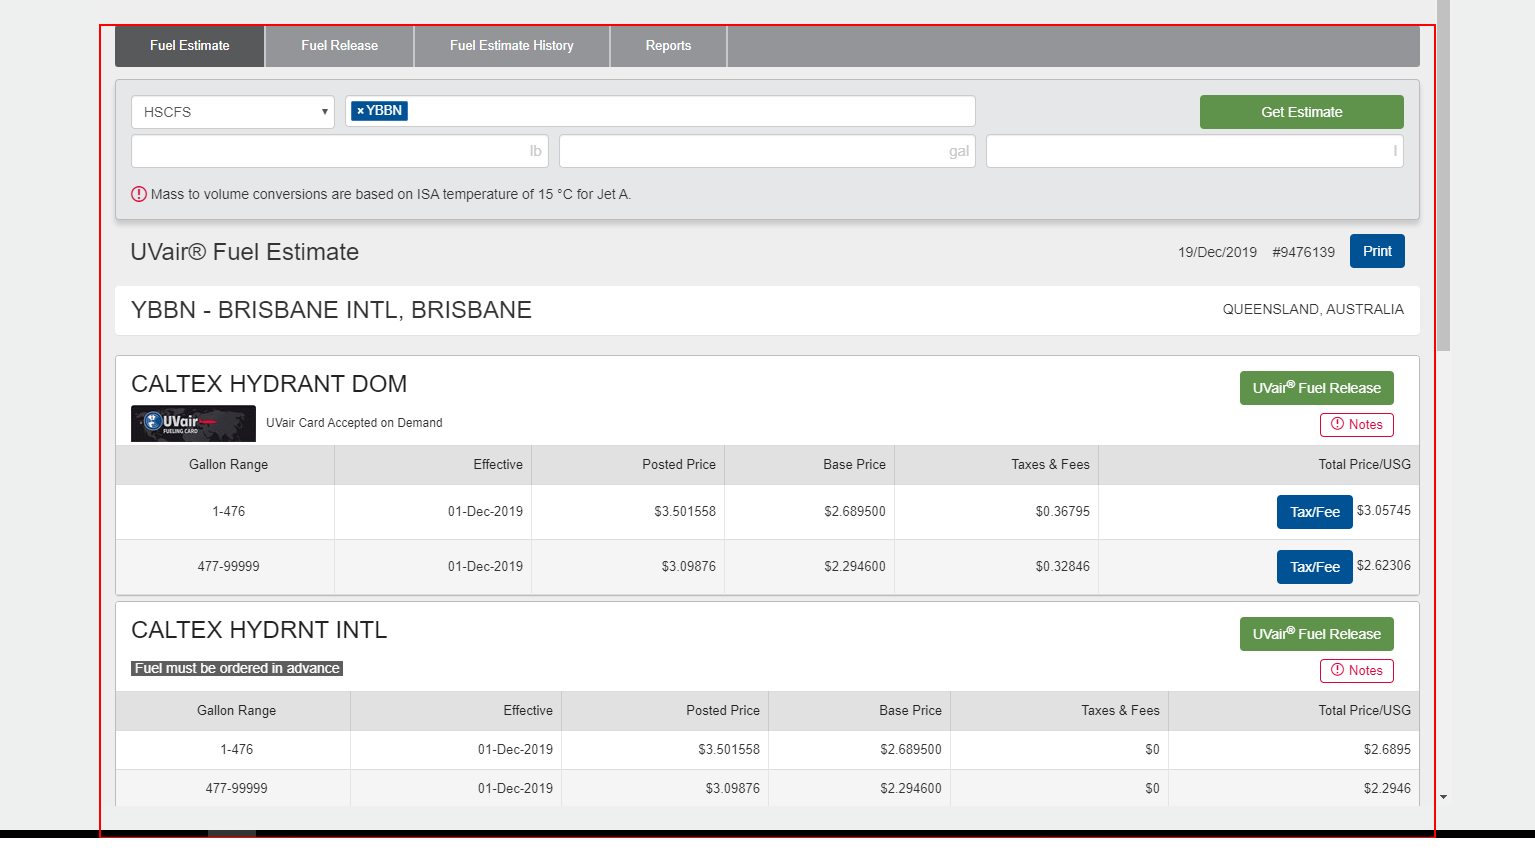 Fuel Estimate Fuel Release Fuel Estimate History Reports
HSCFS × YBBN Get Estimate
lb gal l
Mass to volume conversions are based on ISA temperature of 15 °C for Jet A.
UVair® Fuel Estimate 19/Dec/2019 #9476139 Print
YBBN - BRISBANE INTL, BRISBANE QUEENSLAND, AUSTRALIA
CALTEX HYDRANT DOM UVair® Fuel Release
UVair
FUELING CARD
UVair Card Accepted on Demand Notes
Gallon Range Effective Posted Price Base Price Taxes & Fees Total Price/USG
1-476 01-Dec-2019 $3.501558 $2.689500 $0.36795 Tax/Fee $3.05745
477-99999 01-Dec-2019 $3.09876 $2.294600 $0.32846 Tax/Fee $2.62306
CALTEX HYDRNT INTL UVair® Fuel Release
Fuel must be ordered in advance Notes
Gallon Range Effective Posted Price Base Price Taxes & Fees Total Price/USG
1-476 01-Dec-2019 $3.501558 $2.689500 $0 $2.6895
477-99999 01-Dec-2019 $3.09876 $2.294600 $0 $2.2946